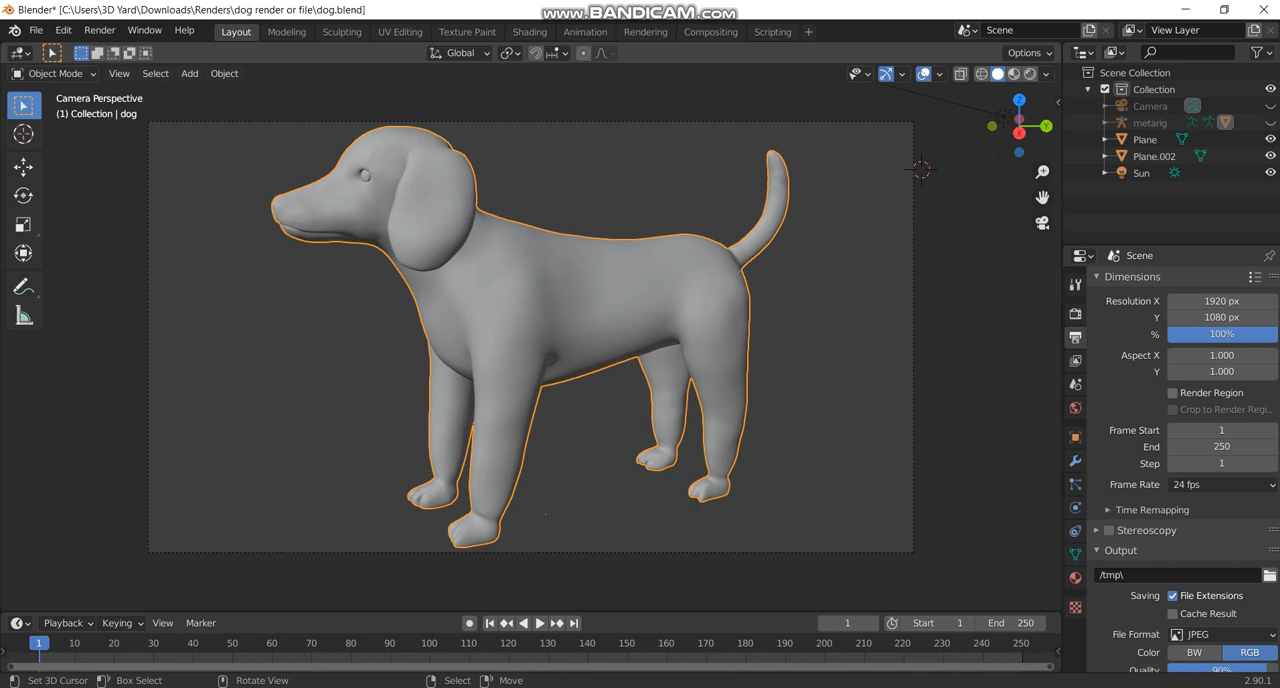 Blender* [C:\Users\3D Yard\Downloads\Renders\dog render or file\dog.blend]
www.BANDICAM.com
File Edit Render Window Help
Layout Modeling Sculpting UV Editing Texture Paint Shading Animation Rendering Compositing Scripting +
Scene
View Layer
Global
Options
Object Mode View Select Add Object
Camera Perspective
(1) Collection | dog
Z
Y
X
Scene Collection
Collection
Camera
metarig
Plane
Plane.002
Sun
Scene
Dimensions
Resolution X 1920 px
Y 1080 px
% 100%
Aspect X 1.000
Y 1.000
Render Region
Crop to Render Regi...
Frame Start 1
End 250
Step 1
Frame Rate 24 fps
Time Remapping
Stereoscopy
Output
/tmp\
Saving File Extensions
Cache Result
File Format JPEG
Color BW RGB
Quality 90%
Playback Keying View Marker
1 Start 1 End 250
1 10 20 30 40 50 60 70 80 90 100 110 120 130 140 150 160 170 180 190 200 210 220 230 240 250
Set 3D Cursor Box Select Rotate View Select Move 2.90.1